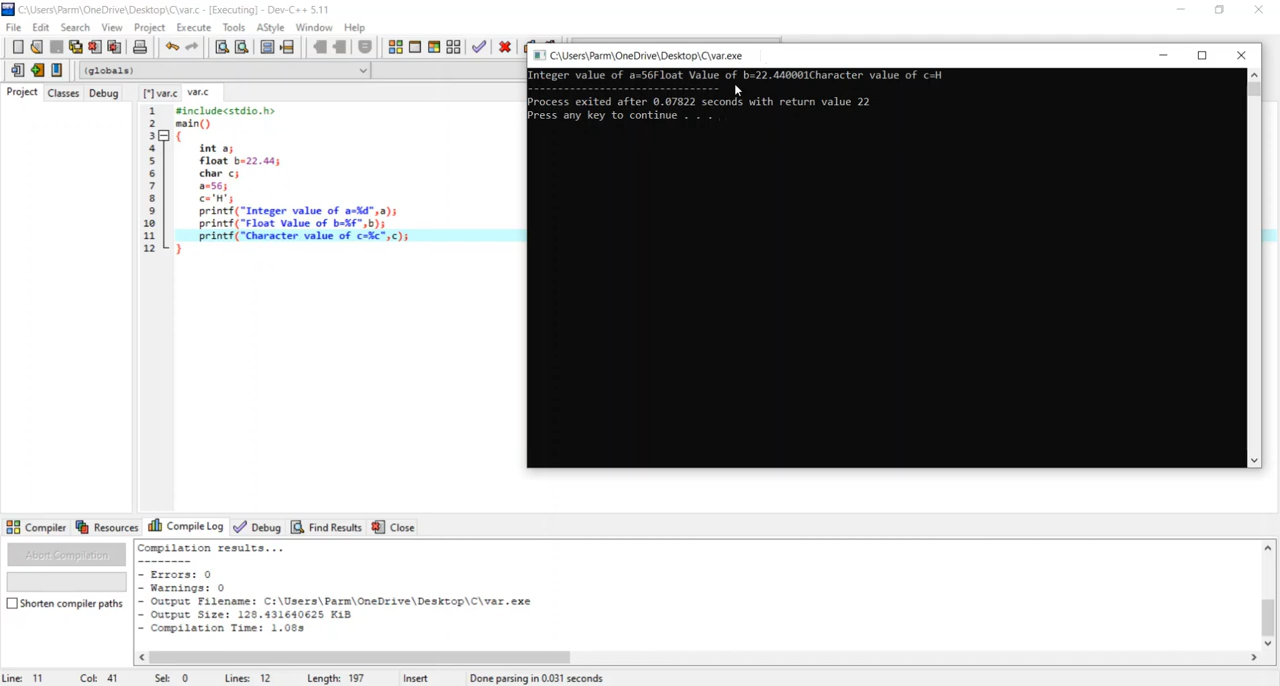 C:\Users\Parm\OneDrive\Desktop\C\var.c - [Executing] - Dev-C++ 5.11
File Edit Search View Project Execute Tools AStyle Window Help
(globals)
Project Classes Debug
[*] var.c var.c
1 #include<stdio.h>
2 main()
3 {
4 int a;
5 float b=22.44;
6 char c;
7 a=56;
8 c='H';
9 printf("Integer value of a=%d",a);
10 printf("Float Value of b=%f",b);
11 printf("Character value of c=%c",c);
12 }
C:\Users\Parm\OneDrive\Desktop\C\var.exe
Integer value of a=56Float Value of b=22.440001Character value of c=H
--------------------------------
Process exited after 0.07822 seconds with return value 22
Press any key to continue . . .
Compiler Resources Compile Log Debug Find Results Close
Abort Compilation
Shorten compiler paths
Compilation results...
--------
- Errors: 0
- Warnings: 0
- Output Filename: C:\Users\Parm\OneDrive\Desktop\C\var.exe
- Output Size: 128.431640625 KiB
- Compilation Time: 1.08s
Line: 11 Col: 41 Sel: 0 Lines: 12 Length: 197 Insert Done parsing in 0.031 seconds